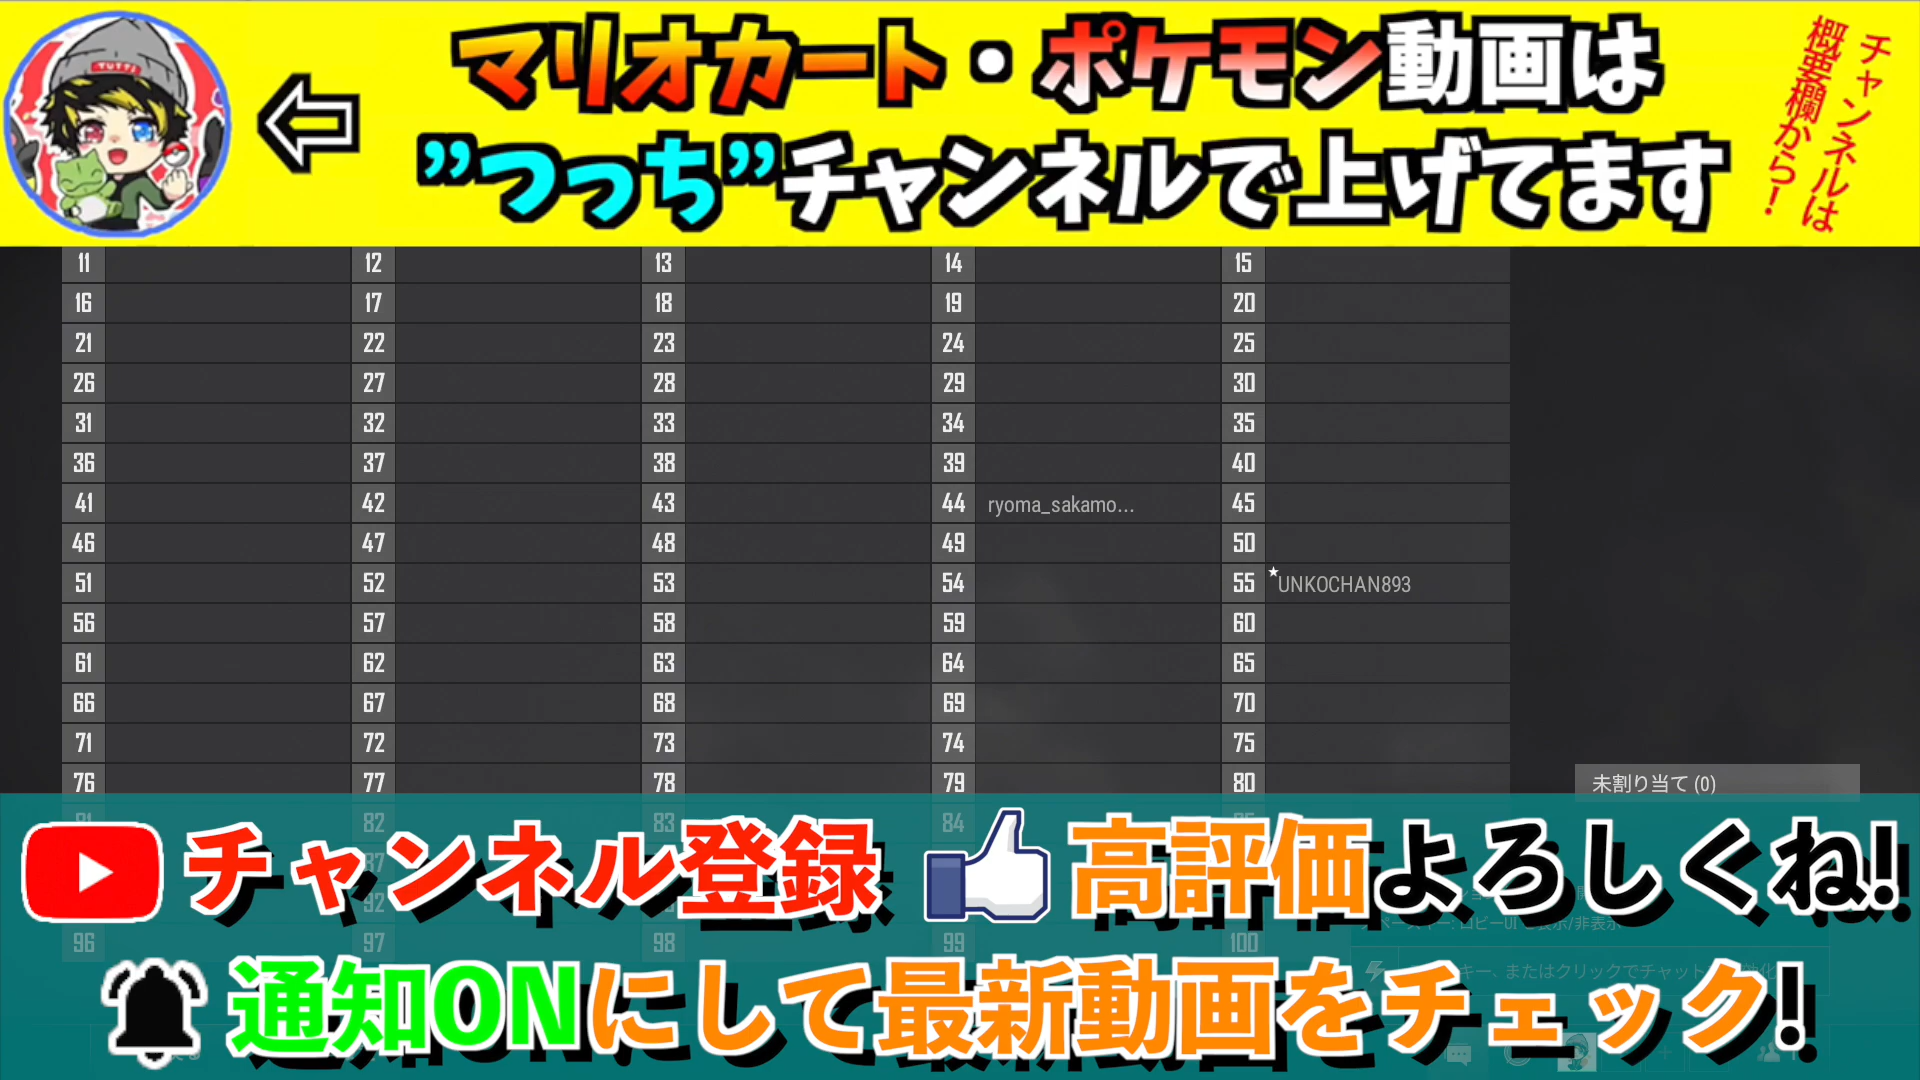 TUTTI
マリオカート・ポケモン動画は
”つっち”チャンネルで上げてます
チャンネルは
概要欄から！
11 12 13 14 15
16 17 18 19 20
21 22 23 24 25
26 27 28 29 30
31 32 33 34 35
36 37 38 39 40
41 42 43 44 ryoma_sakamo... 45
46 47 48 49 50
51 52 53 54 55 ★UNKOCHAN893
56 57 58 59 60
61 62 63 64 65
66 67 68 69 70
71 72 73 74 75
76 77 78 79 80
未割り当て (0)
82 83 84
チャンネル登録 高評価よろしくね!
92
96 97 98 99 100
通知ONにして最新動画をチェック!